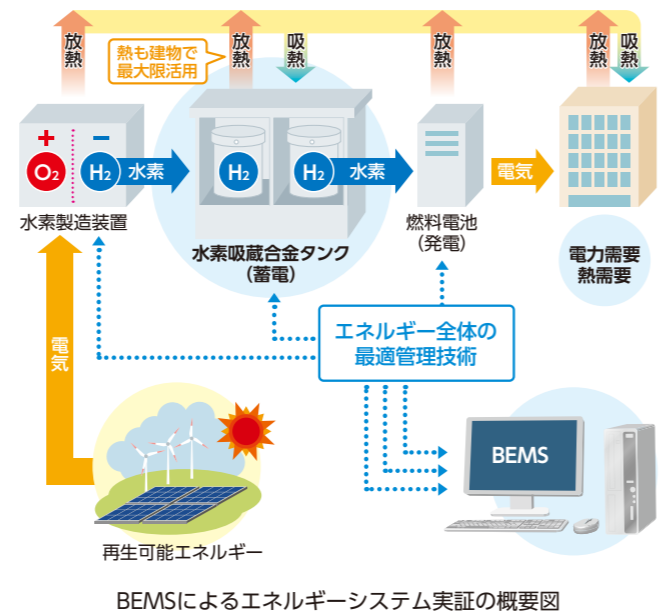 放熱
熱も建物で
最大限活用
放熱
吸熱
放熱
放熱
吸熱
+
−
O2
H2
水素
H2
H2
水素
電気
水素製造装置
水素吸蔵合金タンク
（蓄電）
燃料電池
（発電）
電力需要
熱需要
電気
エネルギー全体の
最適管理技術
BEMS
再生可能エネルギー
BEMSによるエネルギーシステム実証の概要図